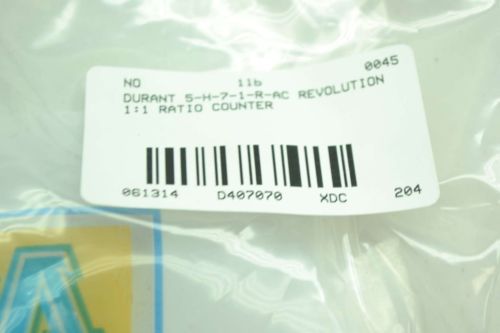 NO 11b 0045
DURANT 5-H-7-1-R-AC REVOLUTION
1:1 RATIO COUNTER
061314 D407070 XDC 204
A